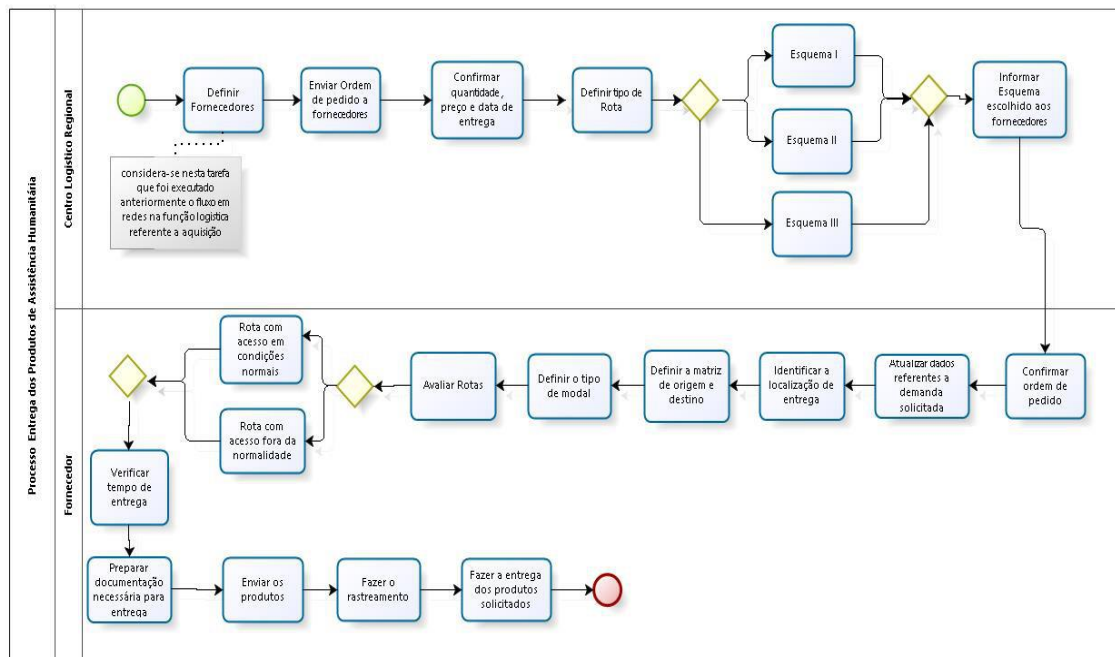 Processo Entrega dos Produtos de Assistência Humanitária
Centro Logístico Regional
Definir
Fornecedores
Enviar Ordem
de pedido a
fornecedores
Confirmar
quantidade,
preço e data de
entrega
Definir tipo de
Rota
Esquema I
Esquema II
Esquema III
Informar
Esquema
escolhido aos
fornecedores
considera-se nesta tarefa
que foi executado
anteriormente o fluxo em
redes na função logística
referente a aquisição
Fornecedor
Confirmar
ordem de
pedido
Atualizar dados
referentes a
demanda
solicitada
Identificar a
localização de
entrega
Definir a matriz
de origem e
destino
Definir o tipo
de modal
Avaliar Rotas
Rota com
acesso em
condições
normais
Rota com
acesso fora da
normalidade
Verificar
tempo de
entrega
Preparar
documentação
necessária para
entrega
Enviar os
produtos
Fazer o
rastreamento
Fazer a entrega
dos produtos
solicitados